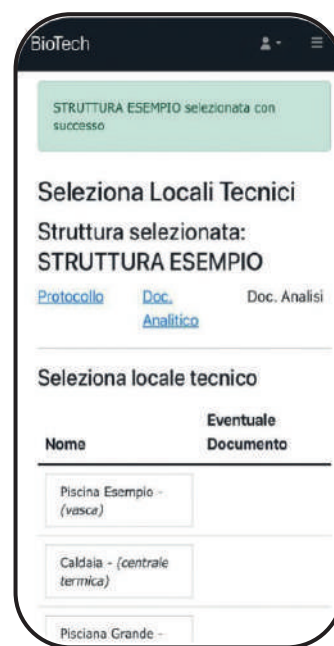 BioTech
STRUTTURA ESEMPIO selezionata con
successo
Seleziona Locali Tecnici
Struttura selezionata:
STRUTTURA ESEMPIO
Protocollo Doc. Doc. Analisi
Analitico
Seleziona locale tecnico
Eventuale
Nome Documento
Piscina Esempio -
(vasca)
Caldaia - (centrale
termica)
Pisciana Grande -